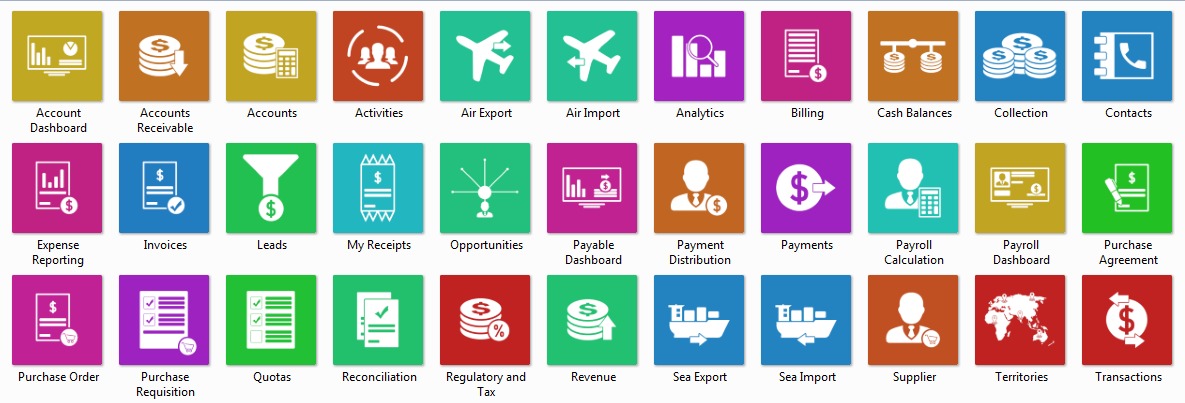 Account Dashboard
Accounts Receivable
Accounts
Activities
Air Export
Air Import
Analytics
Billing
Cash Balances
Collection
Contacts
Expense Reporting
Invoices
Leads
My Receipts
Opportunities
Payable Dashboard
Payment Distribution
Payments
Payroll Calculation
Payroll Dashboard
Purchase Agreement
Purchase Order
Purchase Requisition
Quotas
Reconciliation
Regulatory and Tax
Revenue
Sea Export
Sea Import
Supplier
Territories
Transactions